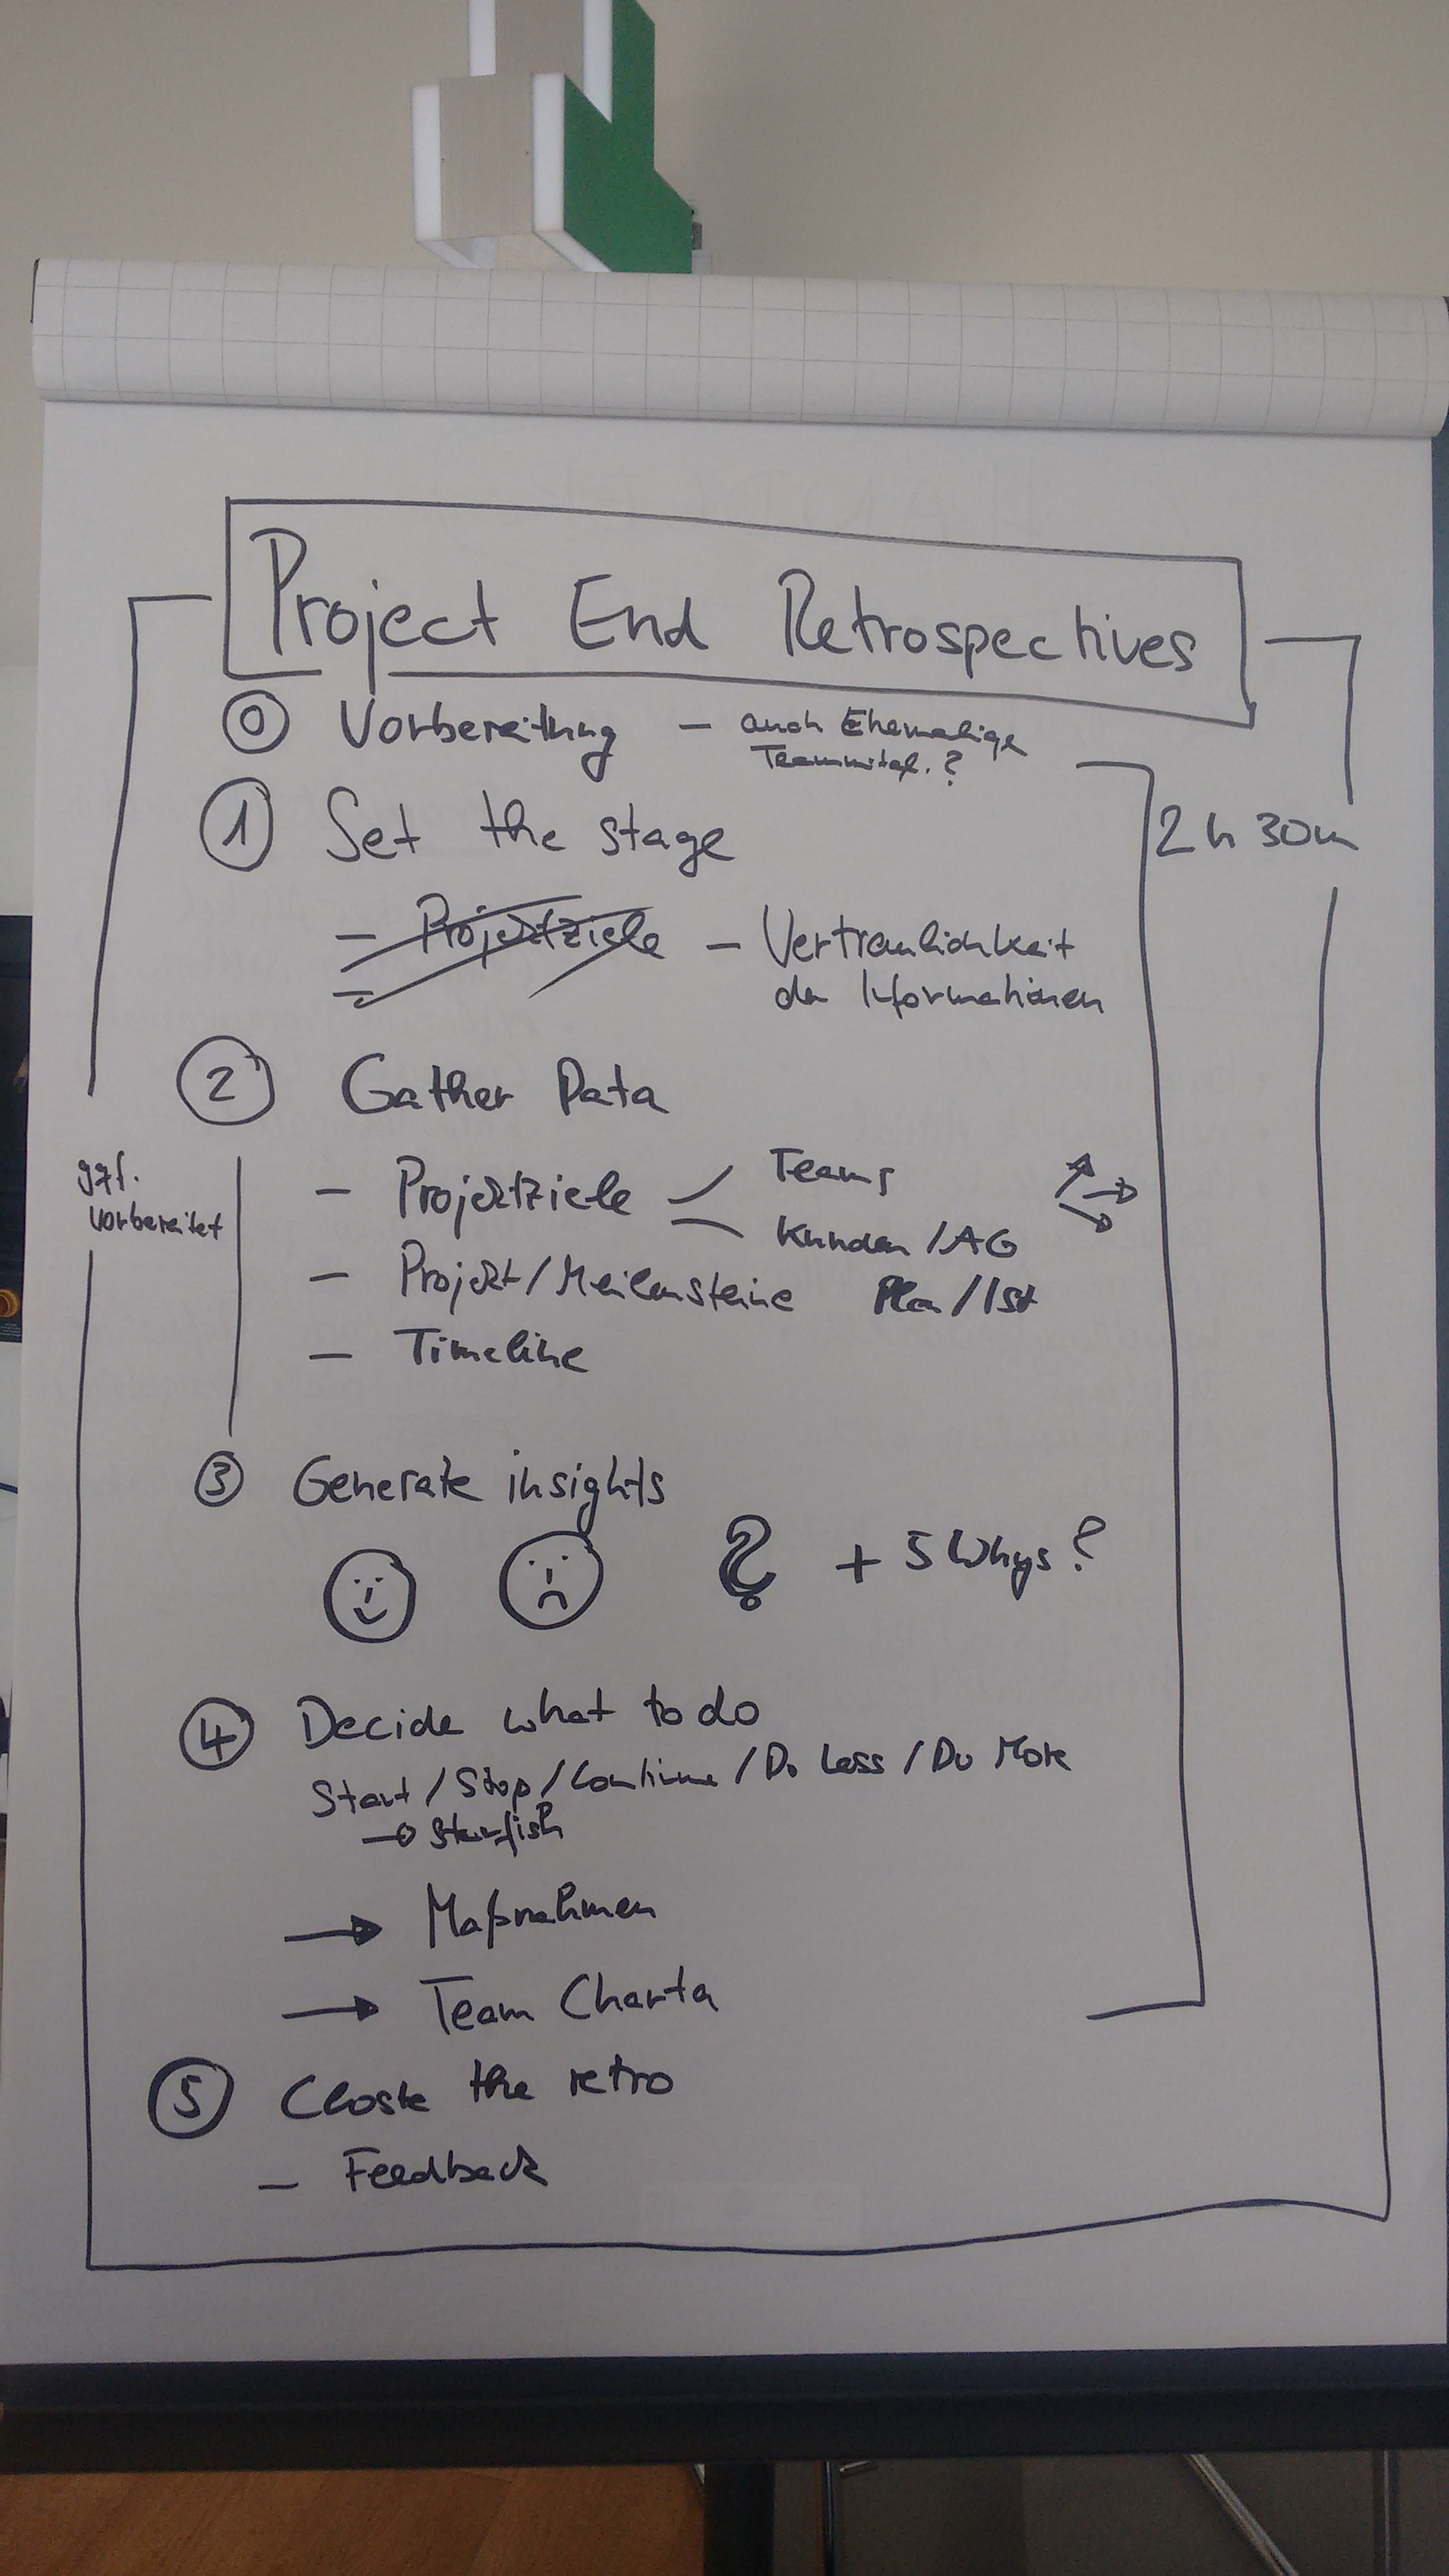 Project End Retrospectives
0 Vorbereitung - auch Ehemalige
Teammitgl.?
1 Set the stage
2 h 30m
- Projektziele - Vertraulichkeit
der Informationen
2 Gather Data
ggf.
vorbereitet
- Projektziele Teams
Kunden / AG
- Projekt/Meilensteine Plan/Ist
- Timeline
3 Generate insights
? + 5 Whys?
4 Decide what to do
Start / Stop / Continue / Do Less / Do More
→ Starfish
→ Maßnahmen
→ Team Charta
5 Closte the retro
- Feedback